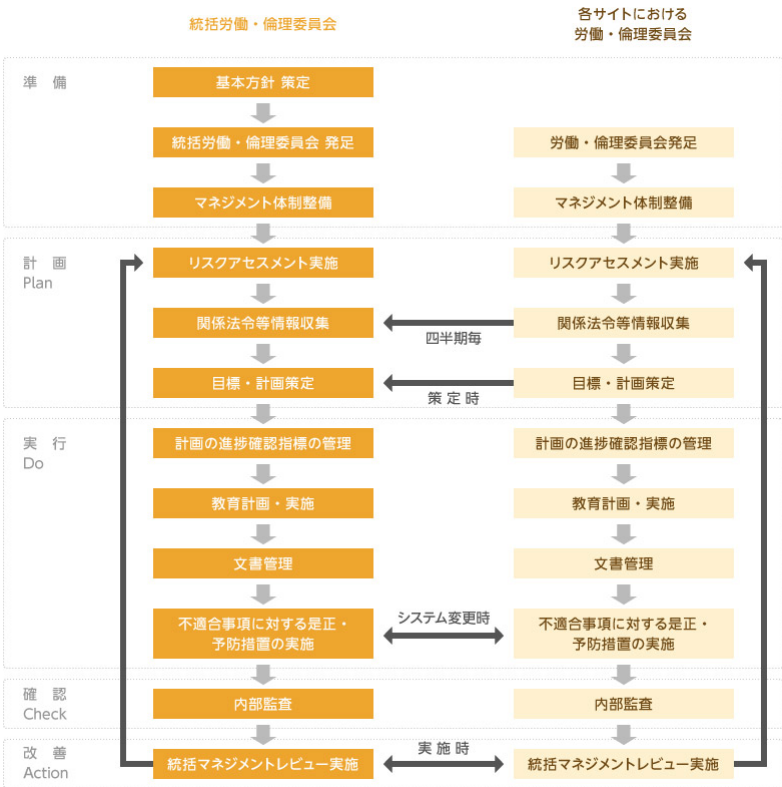 統括労働・倫理委員会
各サイトにおける
労働・倫理委員会
準 備
基本方針 策定
統括労働・倫理委員会 発足
労働・倫理委員会発足
マネジメント体制整備
マネジメント体制整備
計 画
Plan
リスクアセスメント実施
リスクアセスメント実施
関係法令等情報収集
四半期毎
関係法令等情報収集
目標・計画策定
策 定 時
目標・計画策定
実 行
Do
計画の進捗確認指標の管理
計画の進捗確認指標の管理
教育計画・実施
教育計画・実施
文書管理
文書管理
不適合事項に対する是正・
予防措置の実施
システム変更時
不適合事項に対する是正・
予防措置の実施
確 認
Check
内部監査
内部監査
改 善
Action
統括マネジメントレビュー実施
実 施 時
統括マネジメントレビュー実施